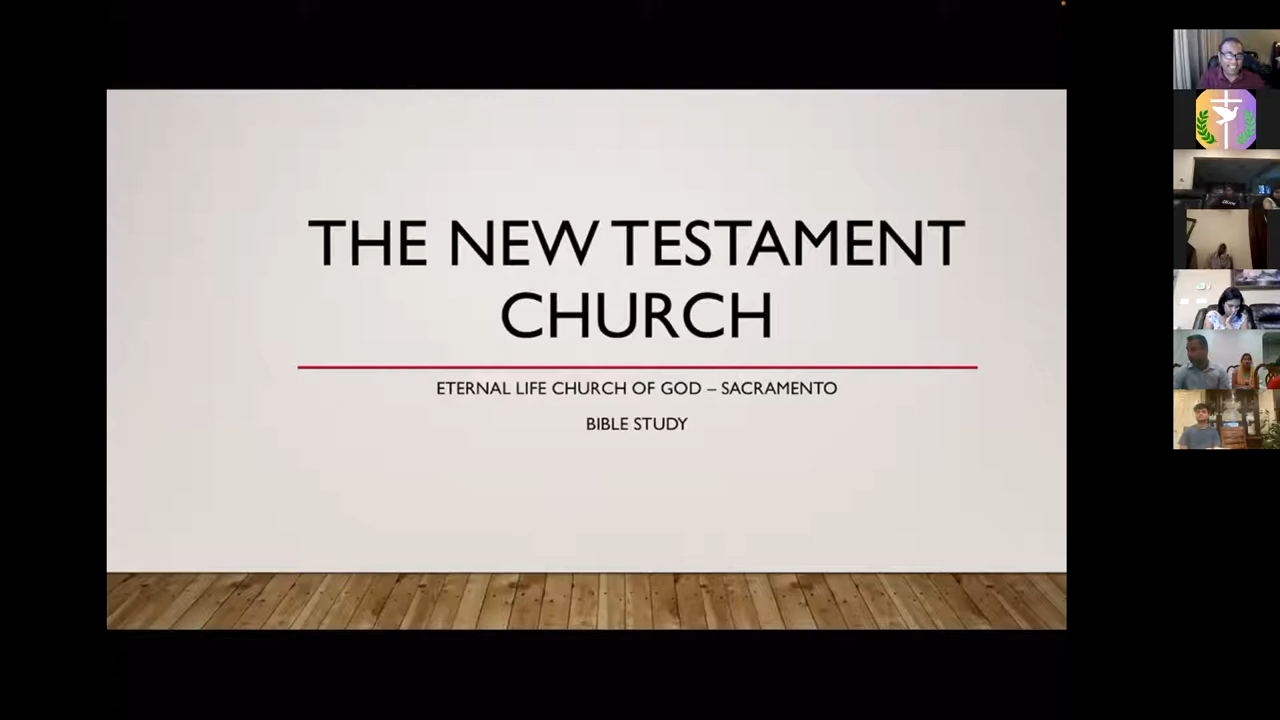 THE NEW TESTAMENT
CHURCH
ETERNAL LIFE CHURCH OF GOD – SACRAMENTO
BIBLE STUDY